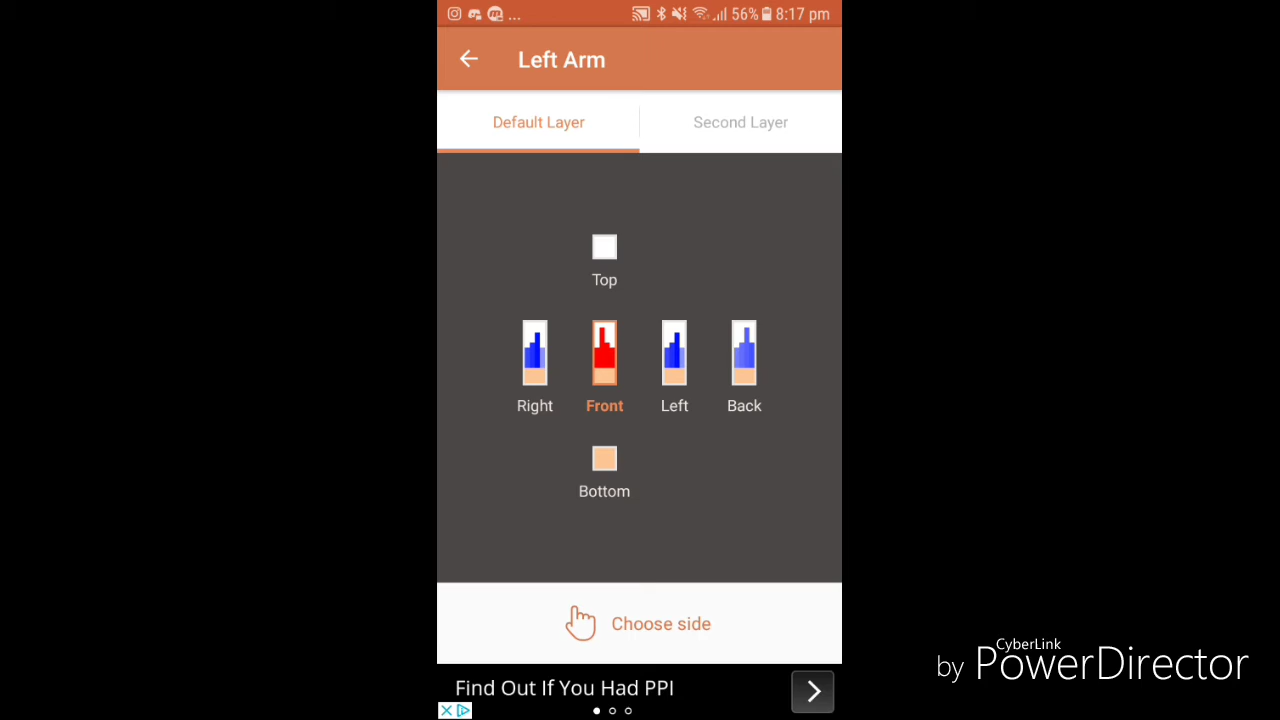 ... 56% 8:17 pm
Left Arm
Default Layer Second Layer
Top
Right Front Left Back
Bottom
Choose side
CyberLink
by PowerDirector
Find Out If You Had PPI